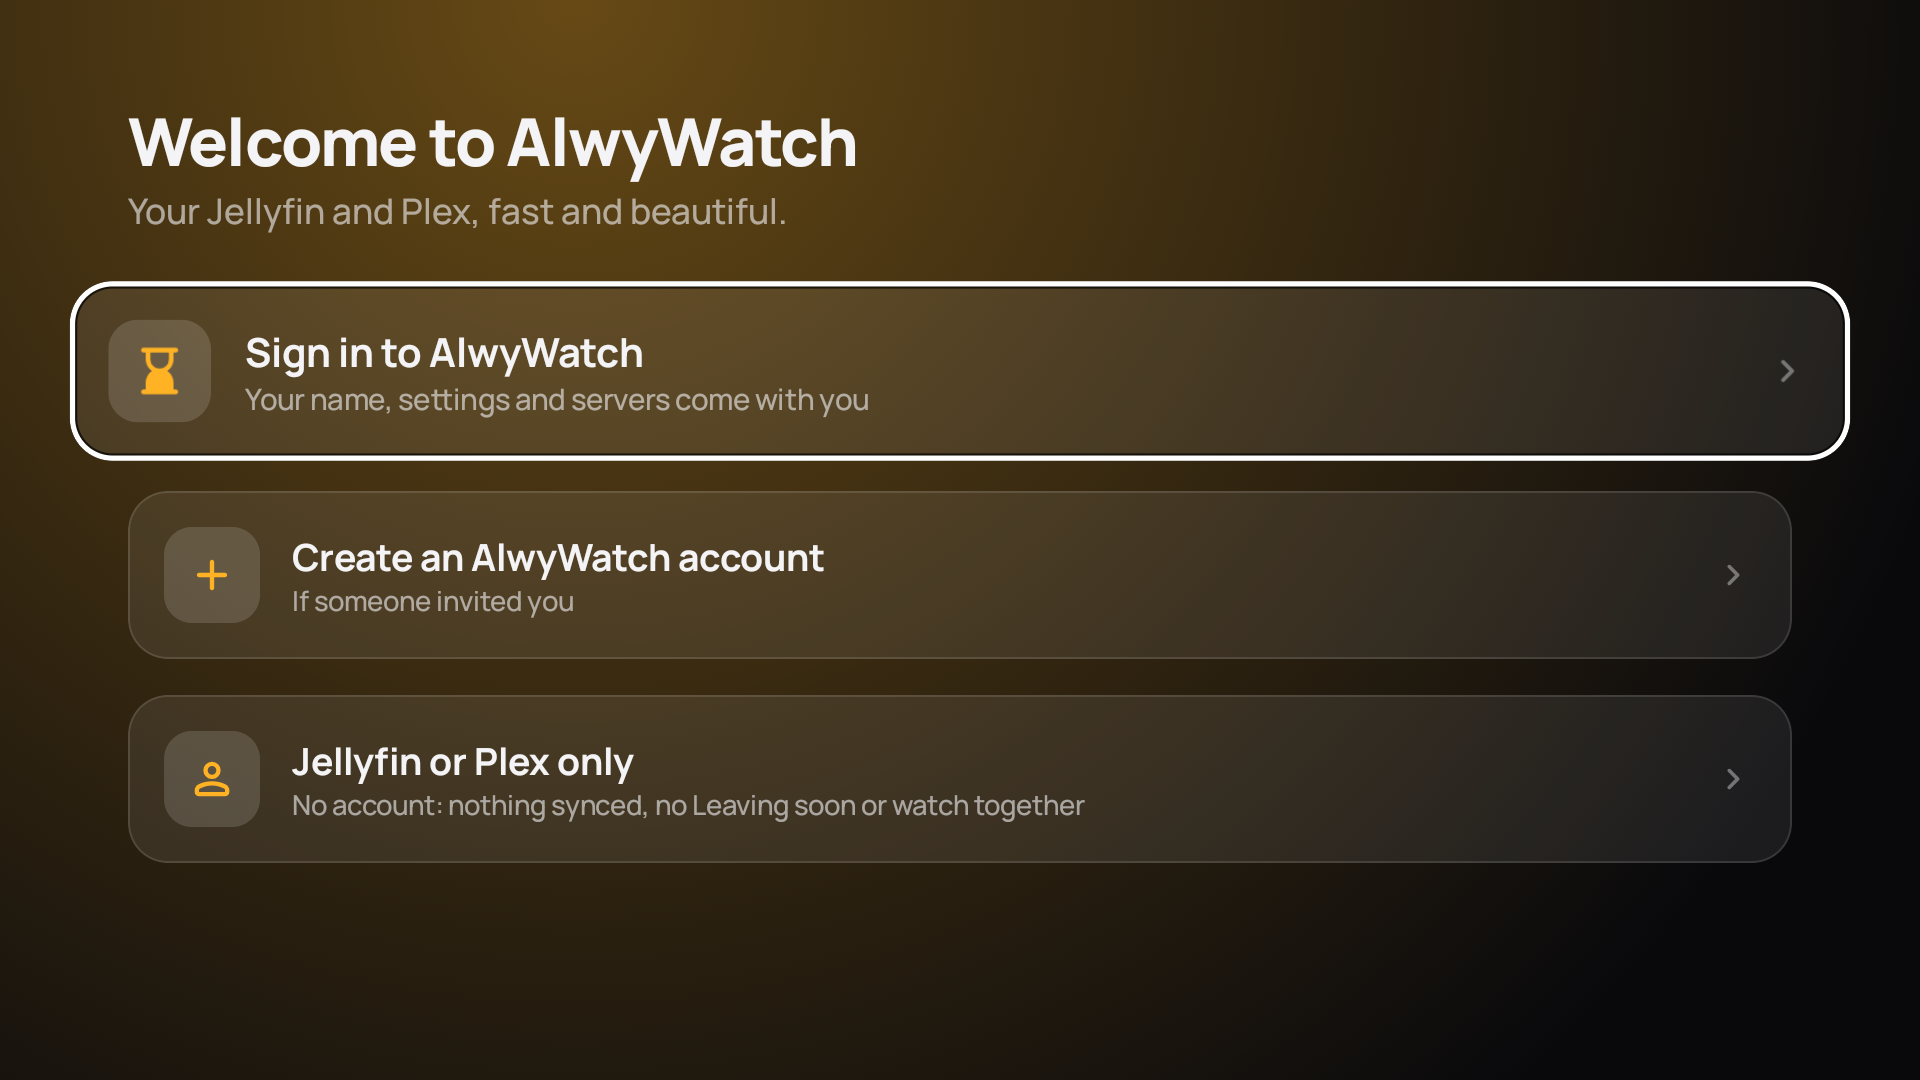 Welcome to AlwyWatch
Your Jellyfin and Plex, fast and beautiful.
Sign in to AlwyWatch
Your name, settings and servers come with you
Create an AlwyWatch account
If someone invited you
Jellyfin or Plex only
No account: nothing synced, no Leaving soon or watch together